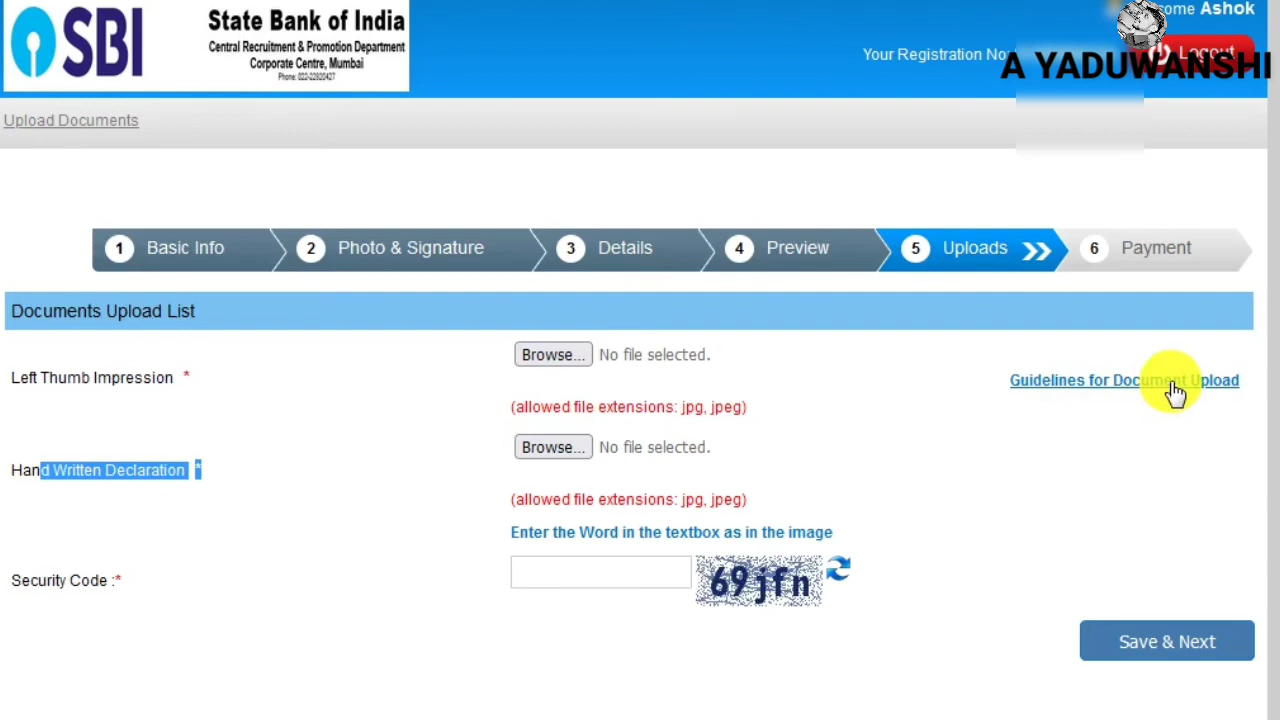 SBI
State Bank of India
Central Recruitment & Promotion Department
Corporate Centre, Mumbai
Phone: 022-22820427
Ashok
Your Registration No
Logout
A YADUWANSHI
Upload Documents
1 Basic Info
2 Photo & Signature
3 Details
4 Preview
5 Uploads
6 Payment
Documents Upload List
Left Thumb Impression *
Browse... No file selected.
(allowed file extensions: jpg, jpeg)
Guidelines for Document Upload
Hand Written Declaration *
Browse... No file selected.
(allowed file extensions: jpg, jpeg)
Enter the Word in the textbox as in the image
Security Code :*
69jfn
Save & Next